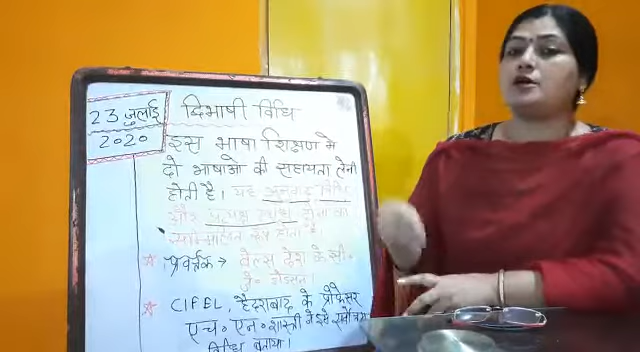 23 जुलाई
2020
द्विभाषी विधि
इस भाषा शिक्षण मे
दो भाषाओ की सहायता लेनी
होती है। यह अनुवाद विधि
और प्रत्यक्ष विधि दोनो का
सम्मिलित रूप होता है।
☆ प्रवर्त्तक → वेल्स देश के सी॰
जे॰ डोडसन।
☆ CIFEL, हैदराबाद के प्रोफेसर
एच॰ एन॰ शास्त्री ने इसे
विधि बताया।